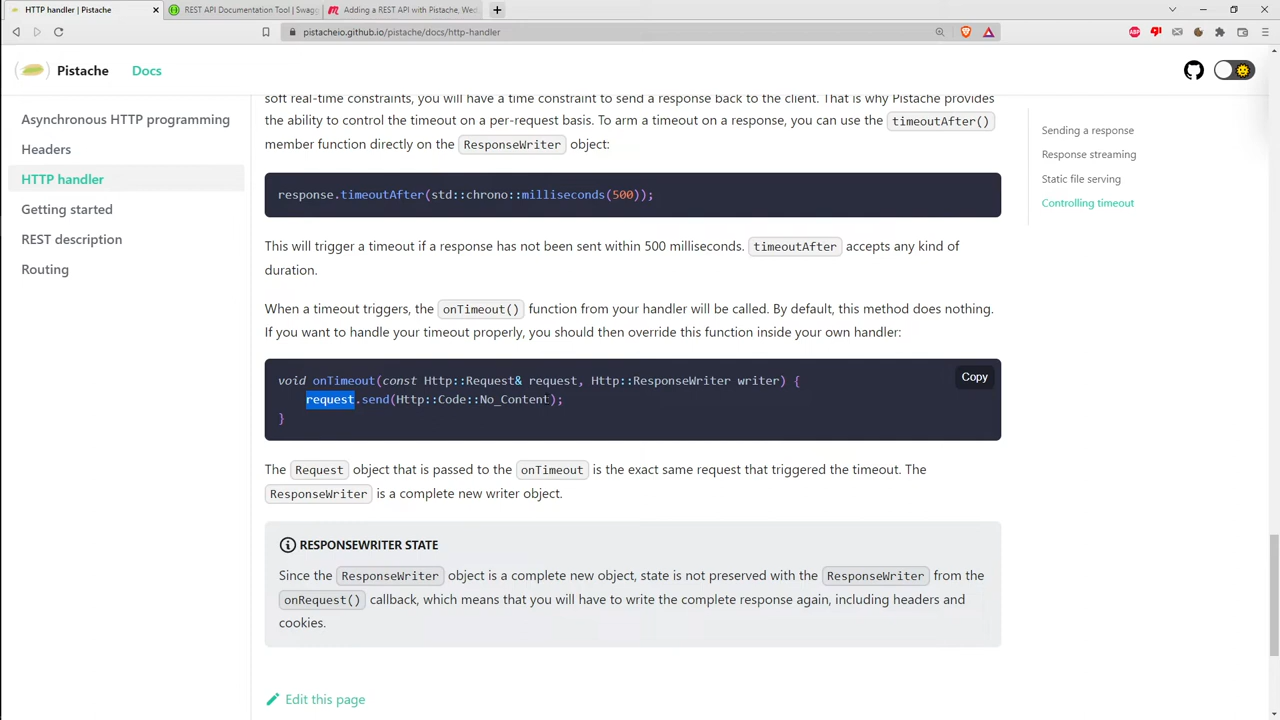 HTTP handler | Pistache
REST API Documentation Tool | Swagg
Adding a REST API with Pistache, Wes
pistacheio.github.io/pistache/docs/http-handler
Pistache
Docs
Asynchronous HTTP programming
Headers
HTTP handler
Getting started
REST description
Routing
soft real-time constraints, you will have a time constraint to send a response back to the client. That is why Pistache provides
the ability to control the timeout on a per-request basis. To arm a timeout on a response, you can use the timeoutAfter()
member function directly on the ResponseWriter object:
response.timeoutAfter(std::chrono::milliseconds(500));
This will trigger a timeout if a response has not been sent within 500 milliseconds. timeoutAfter accepts any kind of
duration.
When a timeout triggers, the onTimeout() function from your handler will be called. By default, this method does nothing.
If you want to handle your timeout properly, you should then override this function inside your own handler:
void onTimeout(const Http::Request& request, Http::ResponseWriter writer) {
request.send(Http::Code::No_Content);
}
Copy
The Request object that is passed to the onTimeout is the exact same request that triggered the timeout. The
ResponseWriter is a complete new writer object.
RESPONSEWRITER STATE
Since the ResponseWriter object is a complete new object, state is not preserved with the ResponseWriter from the
onRequest() callback, which means that you will have to write the complete response again, including headers and
cookies.
Edit this page
Sending a response
Response streaming
Static file serving
Controlling timeout